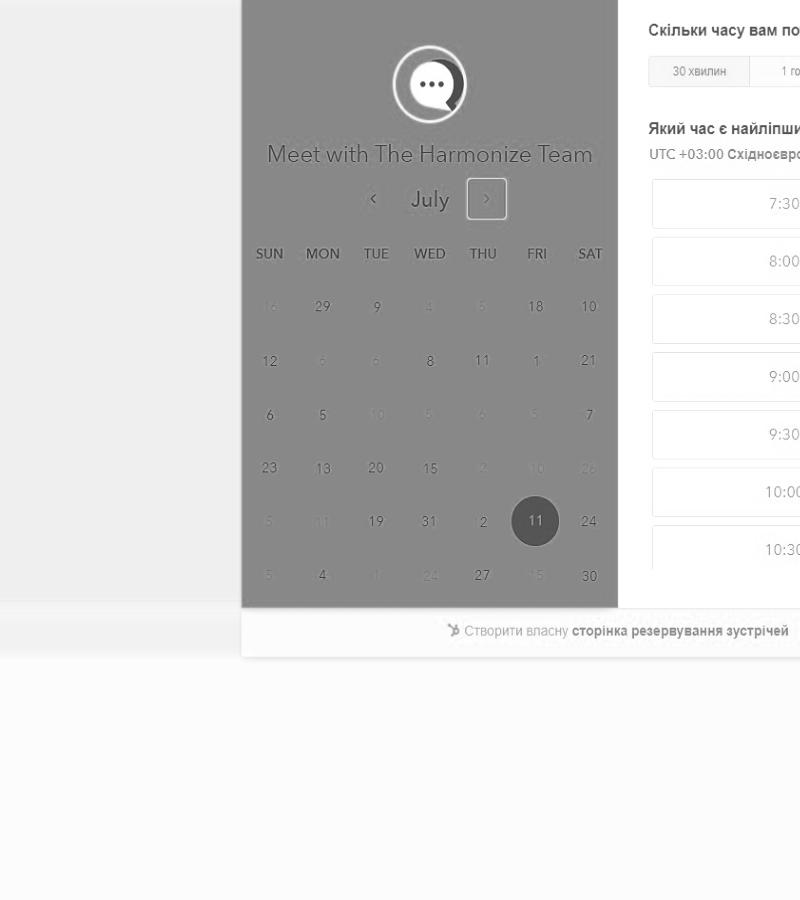 Meet with The Harmonize Team
July
SUN MON TUE WED THU FRI SAT
16 29 9 4 5 18 10
12 6 6 8 11 1 21
6 5 10 5 6 5 7
23 13 20 15 2 10 26
5 11 19 31 2 11 24
5 4 1 24 27 15 30
Скільки часу вам по
30 хвилин 1 го
Який час є найліпши
UTC +03:00 Східноєвро
7:30
8:00
8:30
9:00
9:30
10:00
10:30
Створити власну сторінка резервування зустрічей